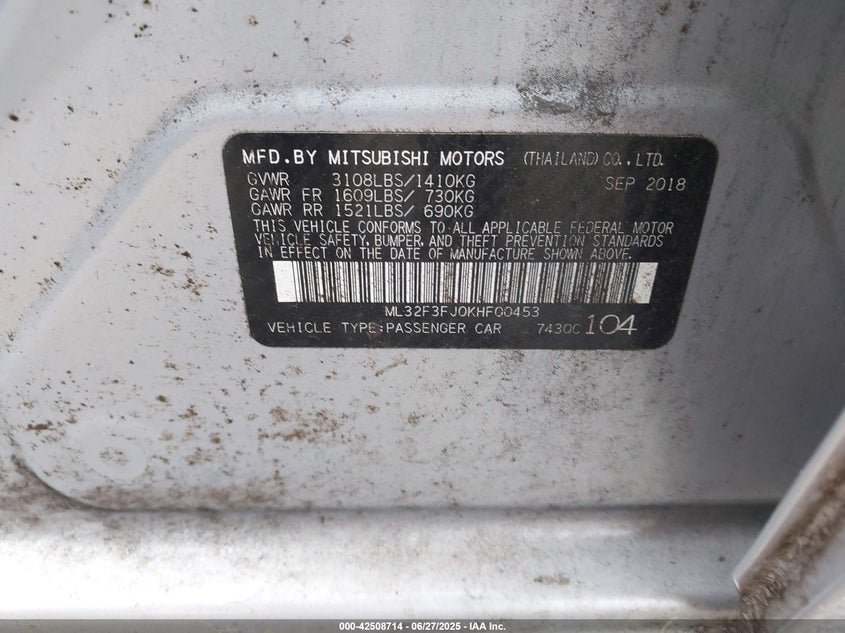 MFD.BY MITSUBISHI MOTORS (THAILAND)CO.,LTD.
GVWR 3108LBS/1410KG SEP 2018
GAWR FR 1609LBS/ 730KG
GAWR RR 1521LBS/ 690KG
THIS VEHICLE CONFORMS TO ALL APPLICABLE FEDERAL MOTOR
VEHICLE SAFETY, BUMPER, AND THEFT PREVENTION STANDARDS
IN EFFECT ON THE DATE OF MANUFACTURE SHOWN ABOVE.
ML32F3FJ0KHF00453
VEHICLE TYPE:PASSENGER CAR 7430C 104
000-42508714 - 06/27/2025 - IAA Inc.